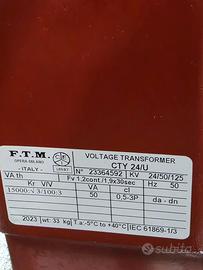 F.T.M.
OPERA-MILANO
- ITALY -
VOLTAGE TRANSFORMER
CTY 24/U
N° 23364592 KV 24/50/125
VA th Fv 1,2cont./1,9x30sec Hz 50
Kr V/V VA cl da - dn
15000:√3/100:3 50 0.5-3P
2023 wt: 33 kg T.a:-5°C to +40°C IEC 61869-1/3
subito